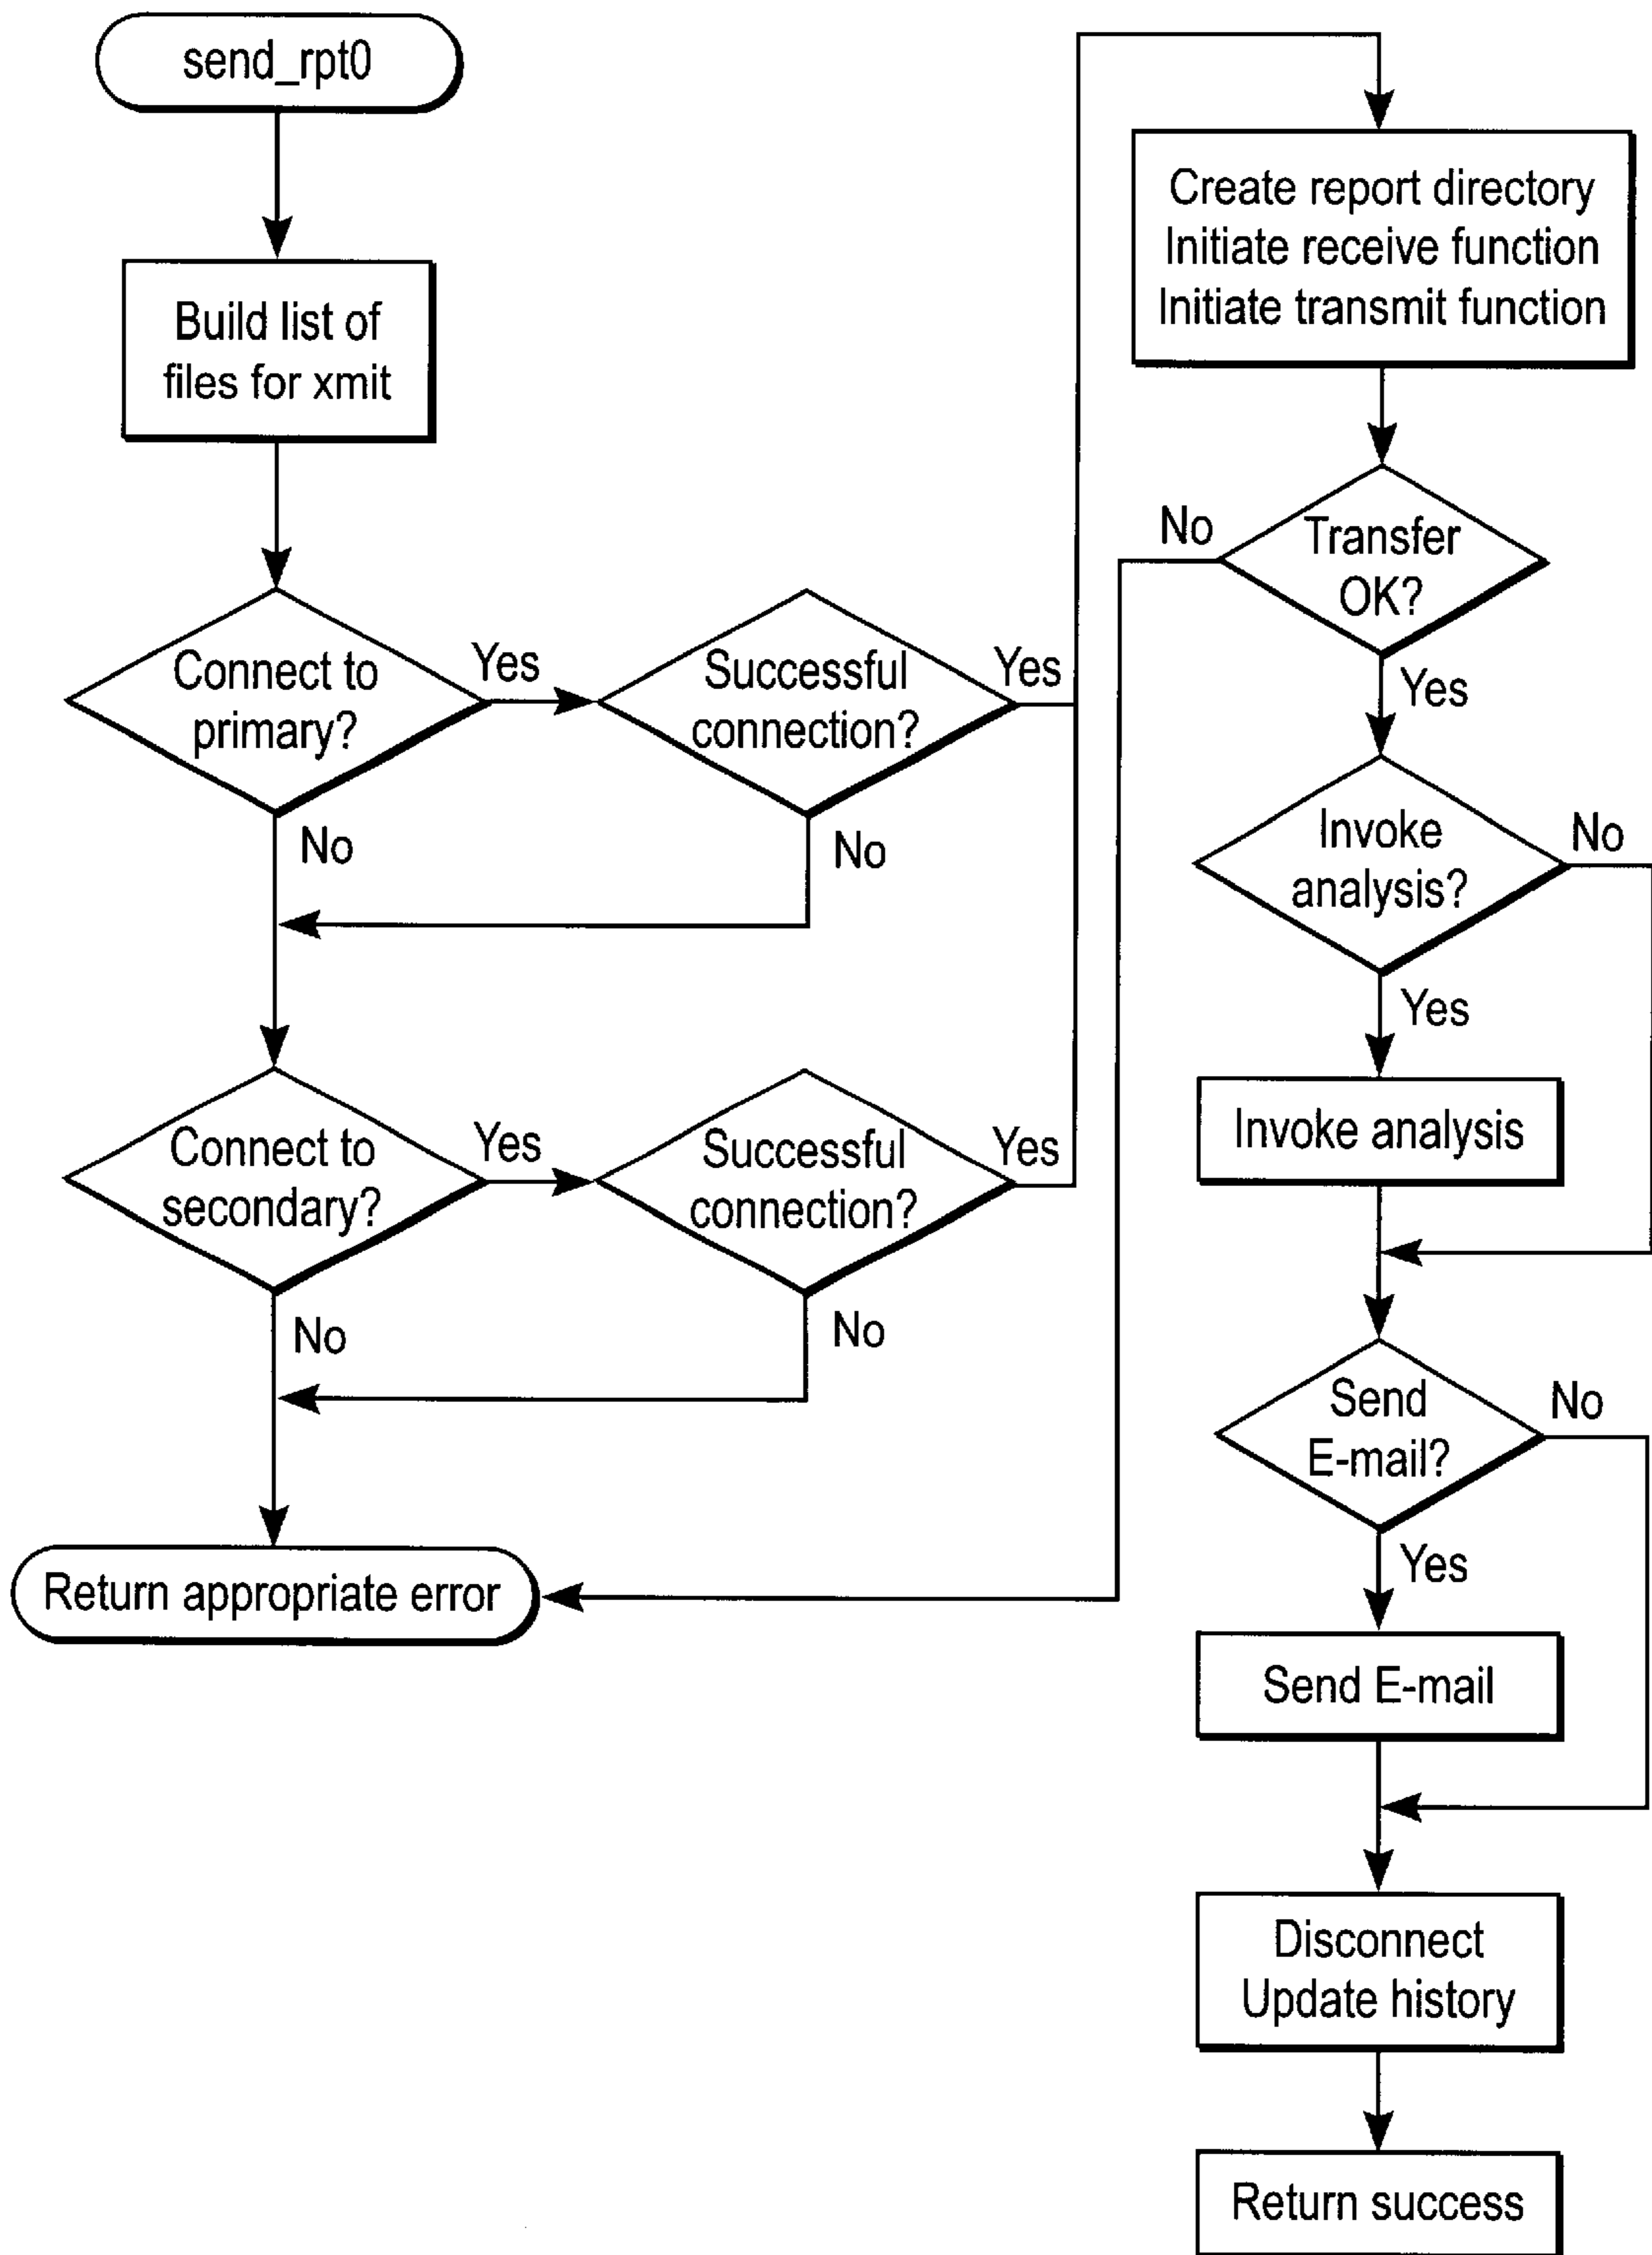 send_rpt0
Build list of
files for xmit
Connect to
primary?
Yes
No
Successful
connection?
Yes
No
Connect to
secondary?
Yes
No
Successful
connection?
Yes
No
Return appropriate error
Create report directory
Initiate receive function
Initiate transmit function
Transfer
OK?
No
Yes
Invoke
analysis?
No
Yes
Invoke analysis
Send
E-mail?
No
Yes
Send E-mail
Disconnect
Update history
Return success